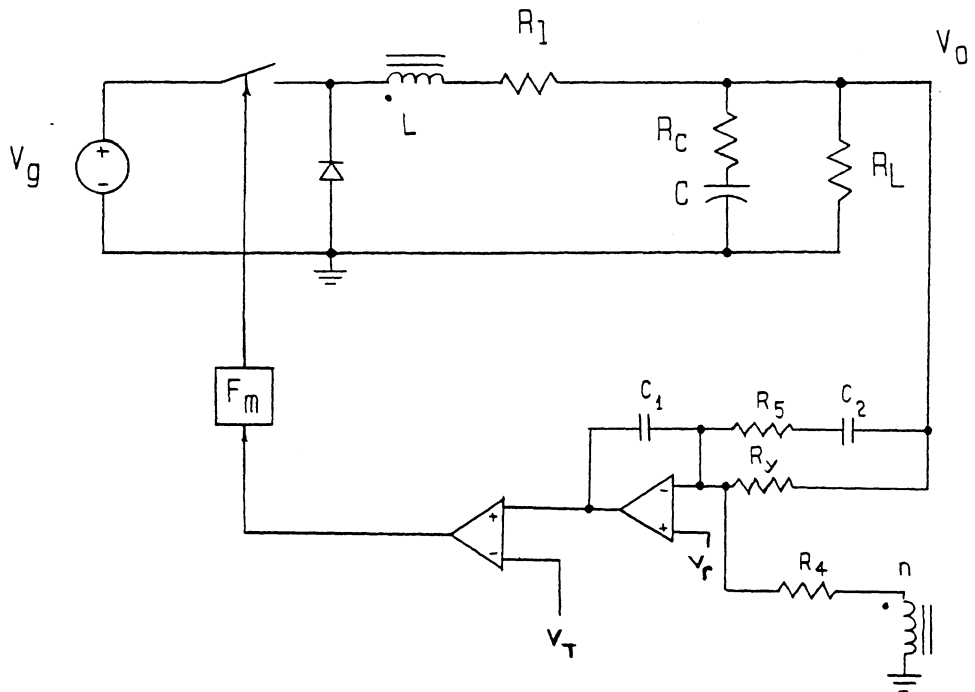 R1
Vo
L
Rc
Vg
+
-
C
RL
Fm
C1
R5
C2
Ry
-
+
+
-
Vr
R4
n
VT